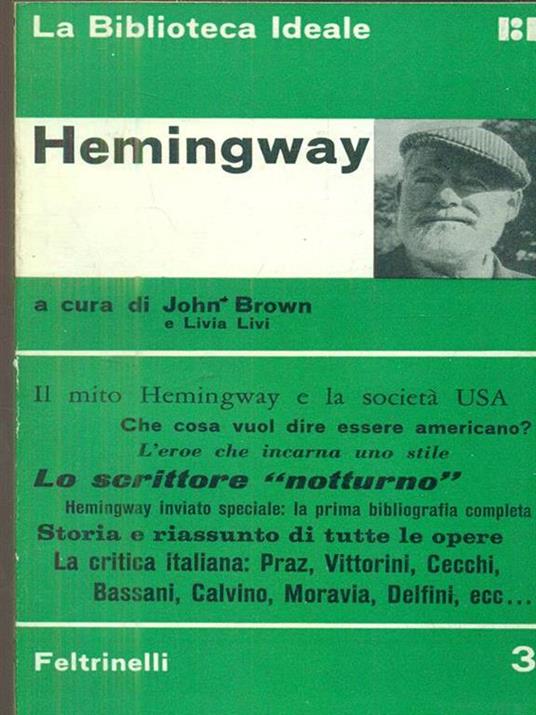 La Biblioteca Ideale
Hemingway
a cura di John Brown
e Livia Livi
Il mito Hemingway e la società USA
Che cosa vuol dire essere americano?
L'eroe che incarna uno stile
Lo scrittore "notturno"
Hemingway inviato speciale: la prima bibliografia completa
Storia e riassunto di tutte le opere
La critica italiana: Praz, Vittorini, Cecchi,
Bassani, Calvino, Moravia, Delfini, ecc...
Feltrinelli
3